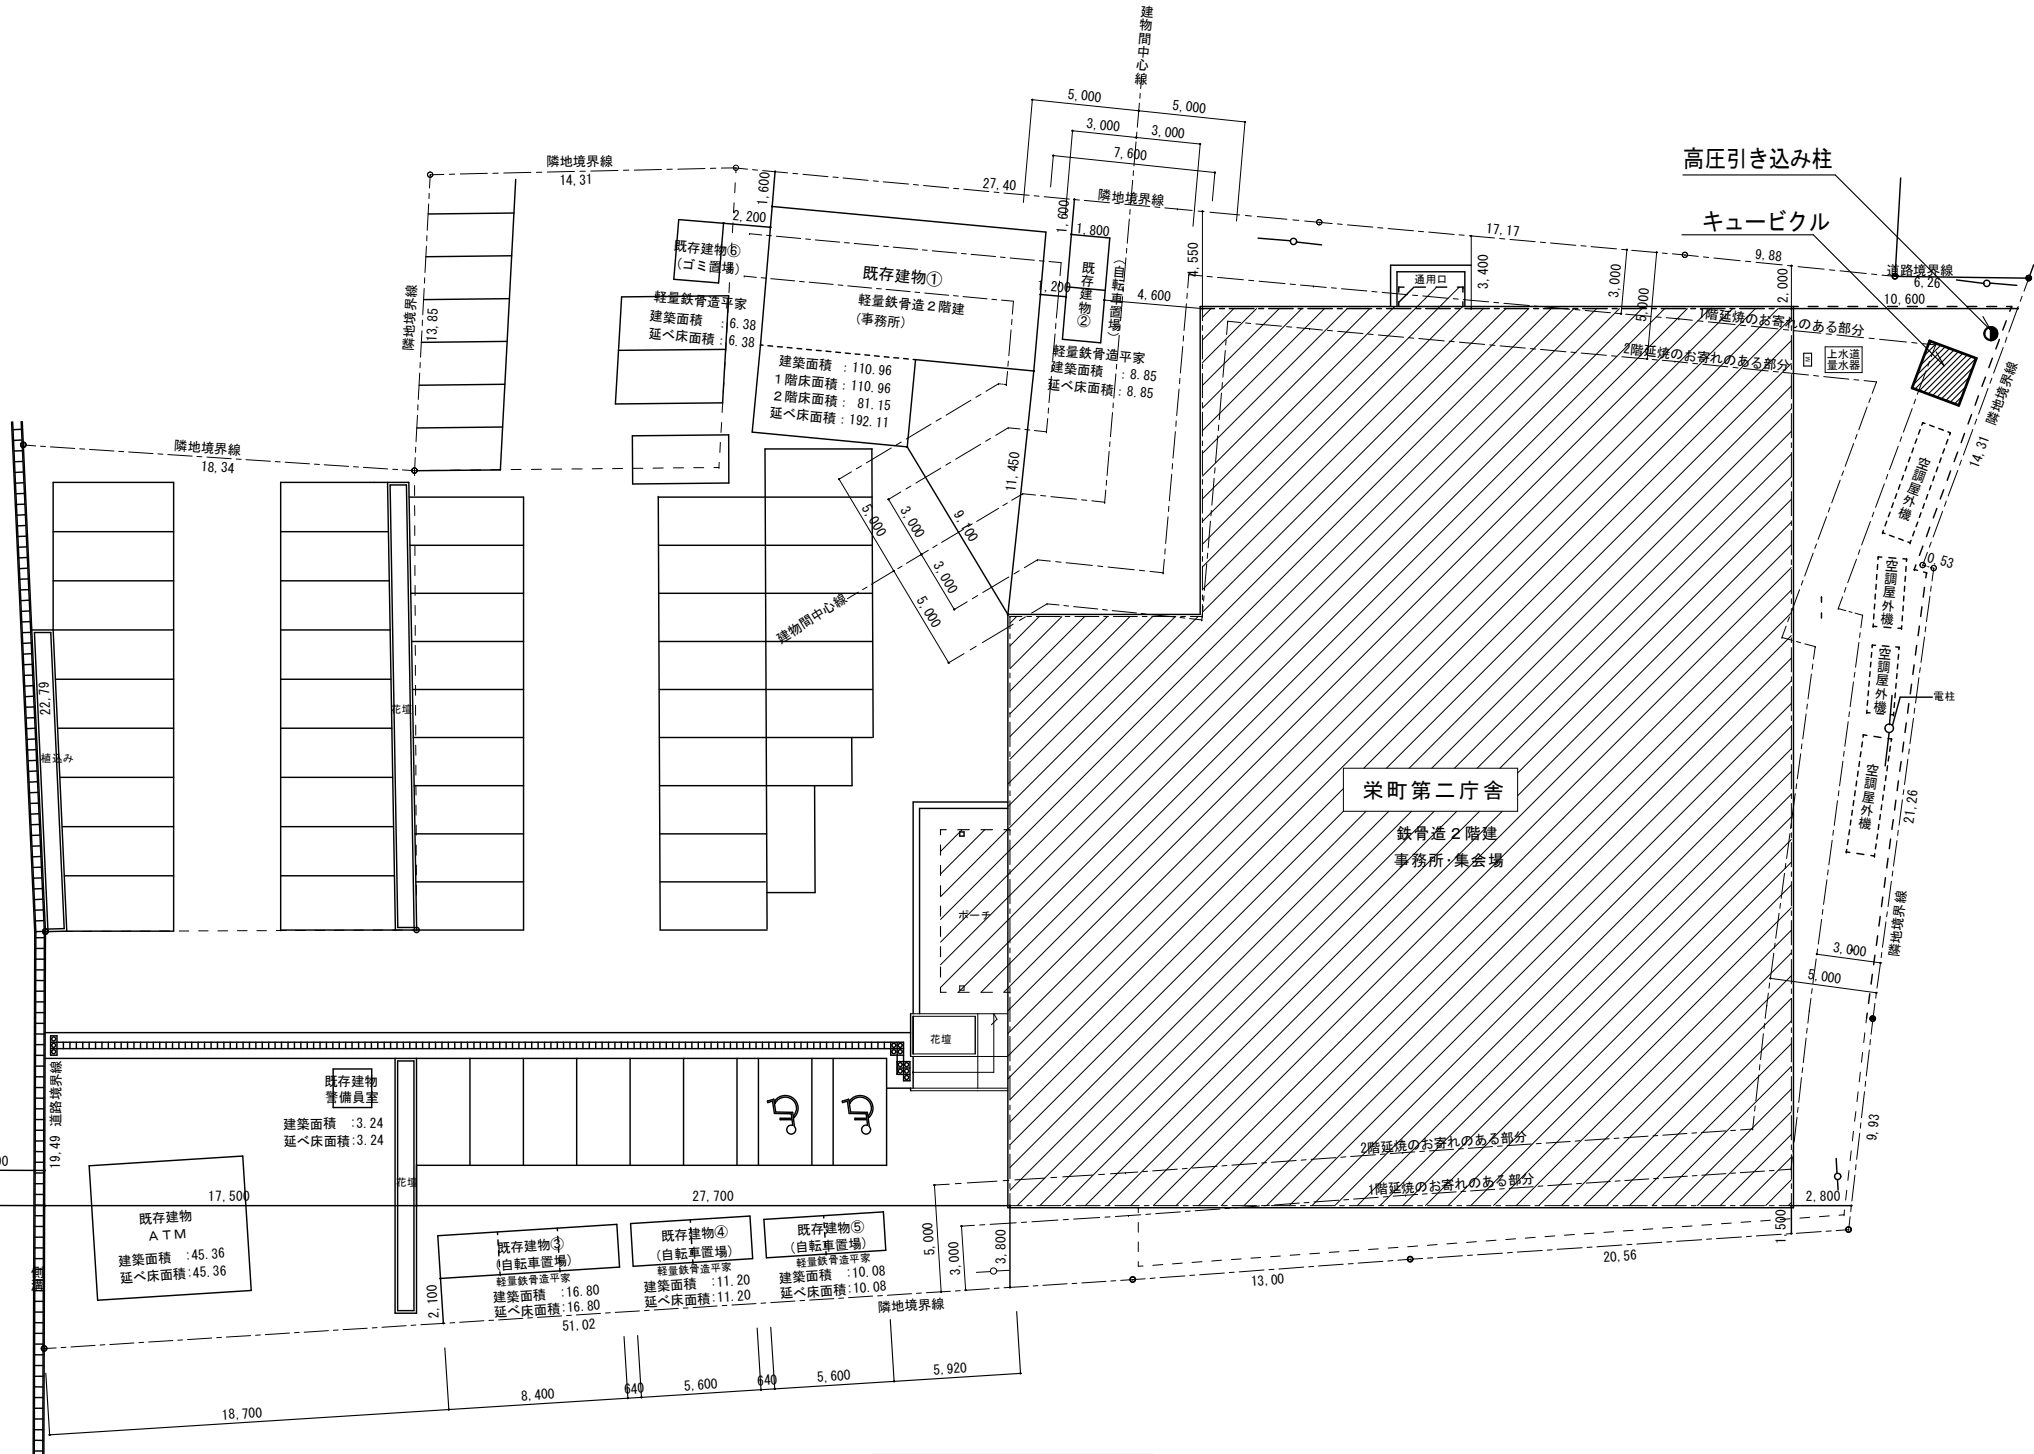 建物間中心線
5,000
5,000
3,000
3,000
7,600
隣地境界線
14.31
27.40
隣地境界線
17.17
9.88
高圧引き込み柱
キュービクル
道路境界線
6.26
10,600
1,600
2,200
1,600
1,800
4,550
3,400
3,000
5,000
2,000
通用口
既存建物⑥
(ゴミ置場)
軽量鉄骨造平家
建築面積 :6.38
延べ床面積:6.38
既存建物①
軽量鉄骨造2階建
(事務所)
建築面積 :110.96
1階床面積:110.96
2階床面積: 81.15
延べ床面積:192.11
1,200
4,600
既存建物②
(自転車置場)
軽量鉄骨造平家
建築面積 :8.85
延べ床面積:8.85
1階延焼のお寄れのある部分
2階延焼のお寄れのある部分
上水道
量水器
隣地境界線
13.85
隣地境界線
14.31
隣地境界線
18.34
11,450
9,100
5,000
3,000
3,000
5,000
建物間中心線
空調屋外機
0.53
空調屋外機
空調屋外機
電柱
空調屋外機
21.26
隣地境界線
22.79
植込み
花壇
栄町第二庁舎
鉄骨造2階建
事務所・集会場
ポーチ
花壇
3,000
5,000
9.93
19.49 道路境界線
既存建物
警備員室
建築面積 :3.24
延べ床面積:3.24
花壇
2階延焼のお寄れのある部分
1階延焼のお寄れのある部分
17,500
27,700
2,800
1,500
既存建物
ATM
建築面積 :45.36
延べ床面積:45.36
側溝
既存建物③
(自転車置場)
軽量鉄骨造平家
建築面積 :16.80
延べ床面積:16.80
既存建物④
(自転車置場)
軽量鉄骨造平家
建築面積 :11.20
延べ床面積:11.20
既存建物⑤
(自転車置場)
軽量鉄骨造平家
建築面積 :10.08
延べ床面積:10.08
2,100
5,000
3,000
3,800
隣地境界線
51.02
13.00
20.56
18,700
8,400
640
5,600
640
5,600
5,920